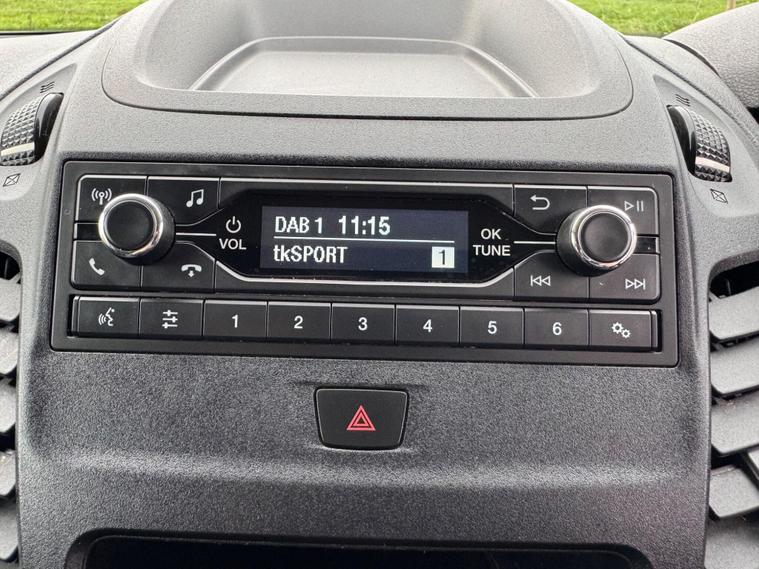 DAB 1 11:15
VOL
OK
tkSPORT
1
TUNE
1 2 3 4 5 6